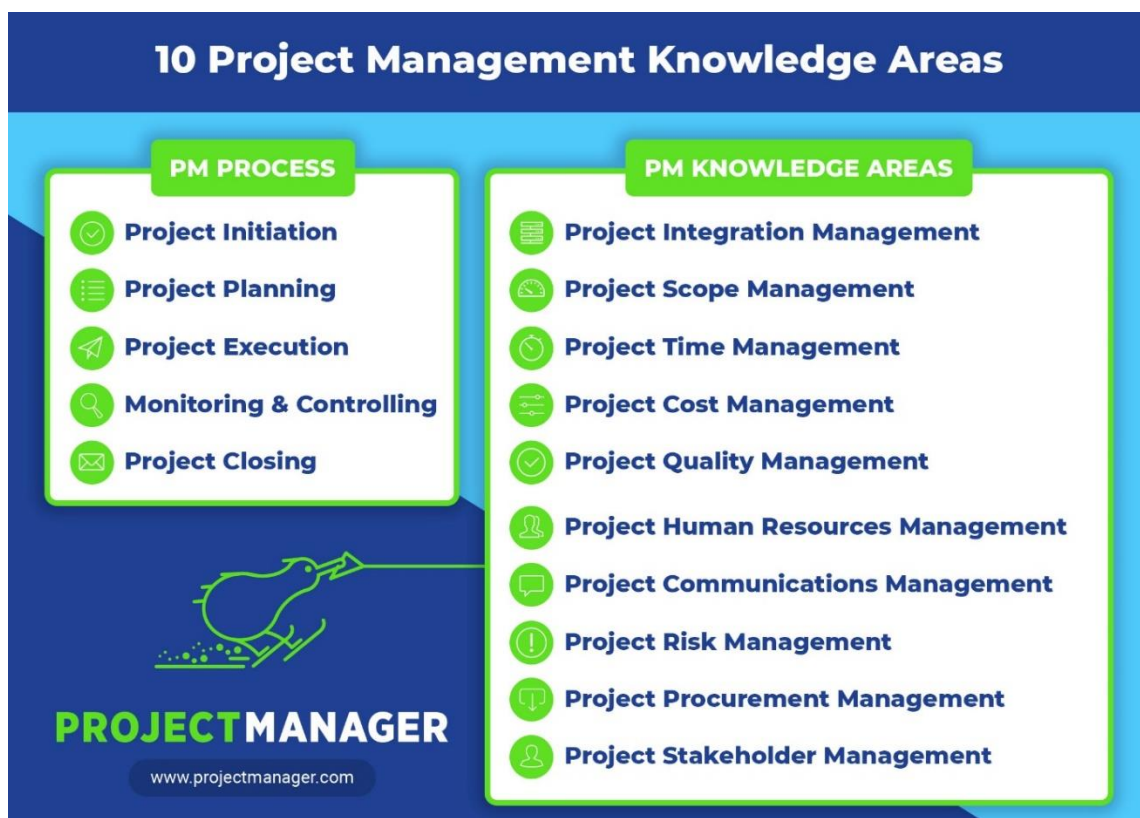 10 Project Management Knowledge Areas
PM PROCESS
Project Initiation
Project Planning
Project Execution
Monitoring & Controlling
Project Closing
PM KNOWLEDGE AREAS
Project Integration Management
Project Scope Management
Project Time Management
Project Cost Management
Project Quality Management
Project Human Resources Management
Project Communications Management
Project Risk Management
Project Procurement Management
Project Stakeholder Management
PROJECTMANAGER
www.projectmanager.com